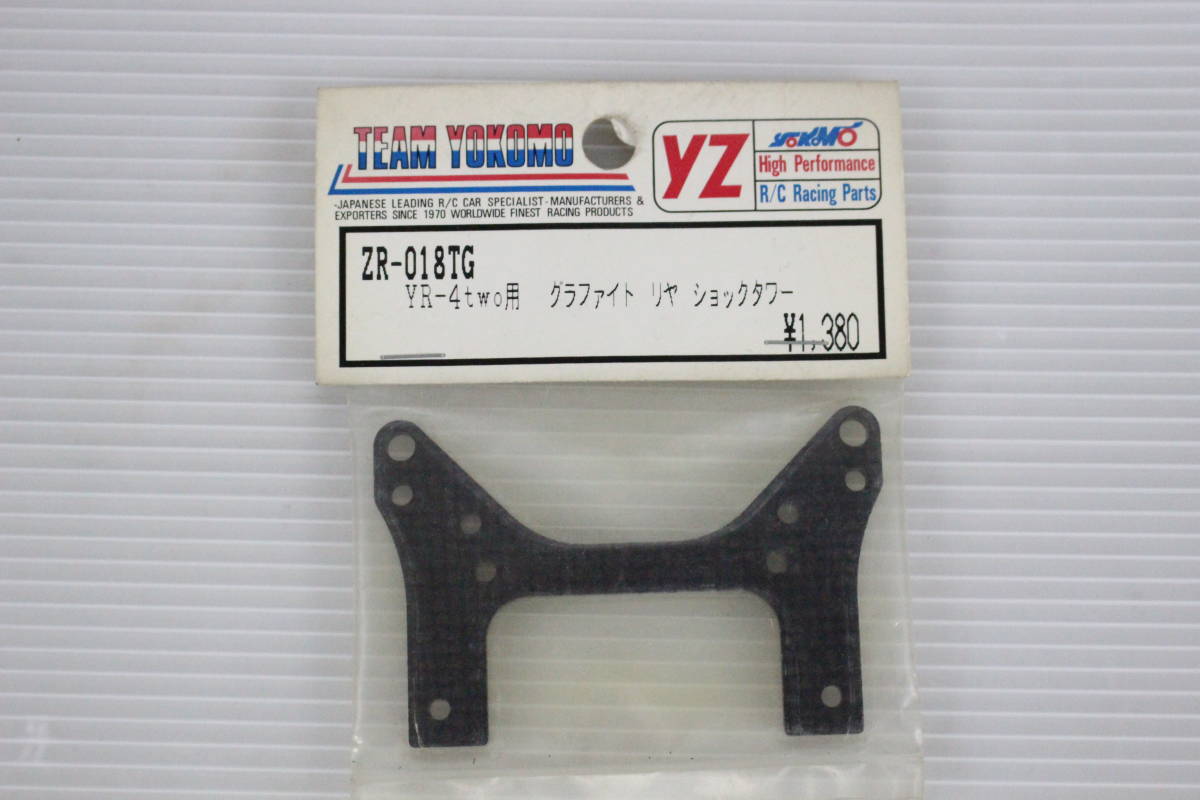 TEAM YOKOMO
-JAPANESE LEADING R/C CAR SPECIALIST-MANUFACTURERS &
EXPORTERS SINCE 1970 WORLDWIDE FINEST RACING PRODUCTS
YZ
YOKOMO
High Performance
R/C Racing Parts
ZR-018TG
YR-4two用 グラファイト リヤ ショックタワー
¥1,380